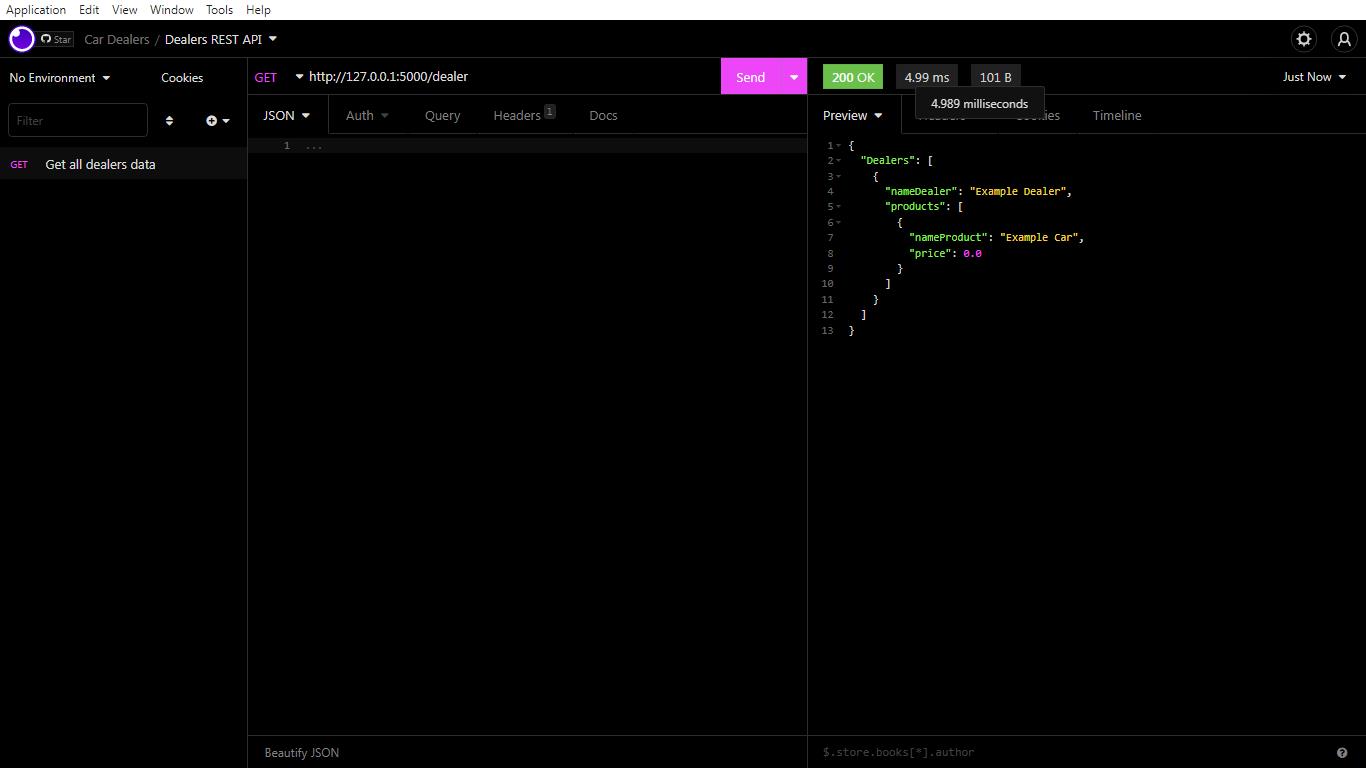 Application Edit View Window Tools Help
Star Car Dealers / Dealers REST API
No Environment Cookies
Filter
GET Get all dealers data
GET http://127.0.0.1:5000/dealer Send
JSON Auth Query Headers 1 Docs
1 ...
Beautify JSON
200 OK 4.99 ms 101 B Just Now
4.989 milliseconds
Preview Headers Cookies Timeline
1 {
2 "Dealers": [
3 {
4 "nameDealer": "Example Dealer",
5 "products": [
6 {
7 "nameProduct": "Example Car",
8 "price": 0.0
9 }
10 ]
11 }
12 ]
13 }
$.store.books[*].author